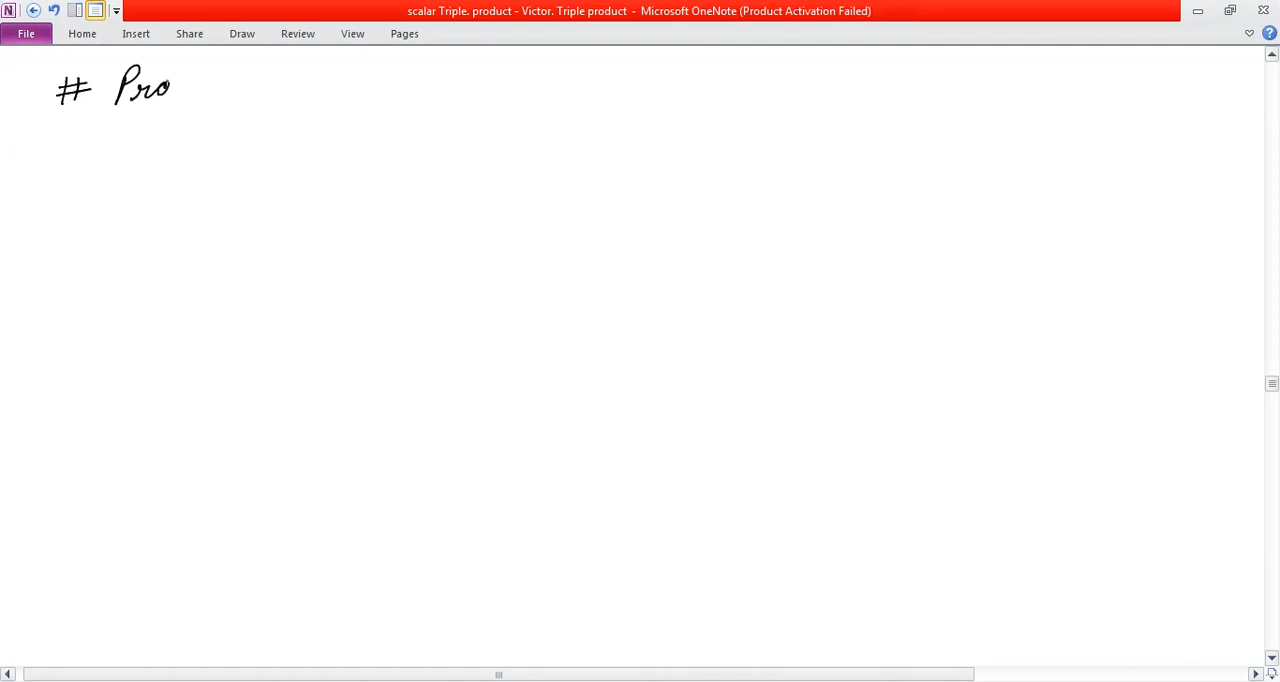 scalar Triple. product - Victor. Triple product - Microsoft OneNote (Product Activation Failed)
File Home Insert Share Draw Review View Pages
# Pro